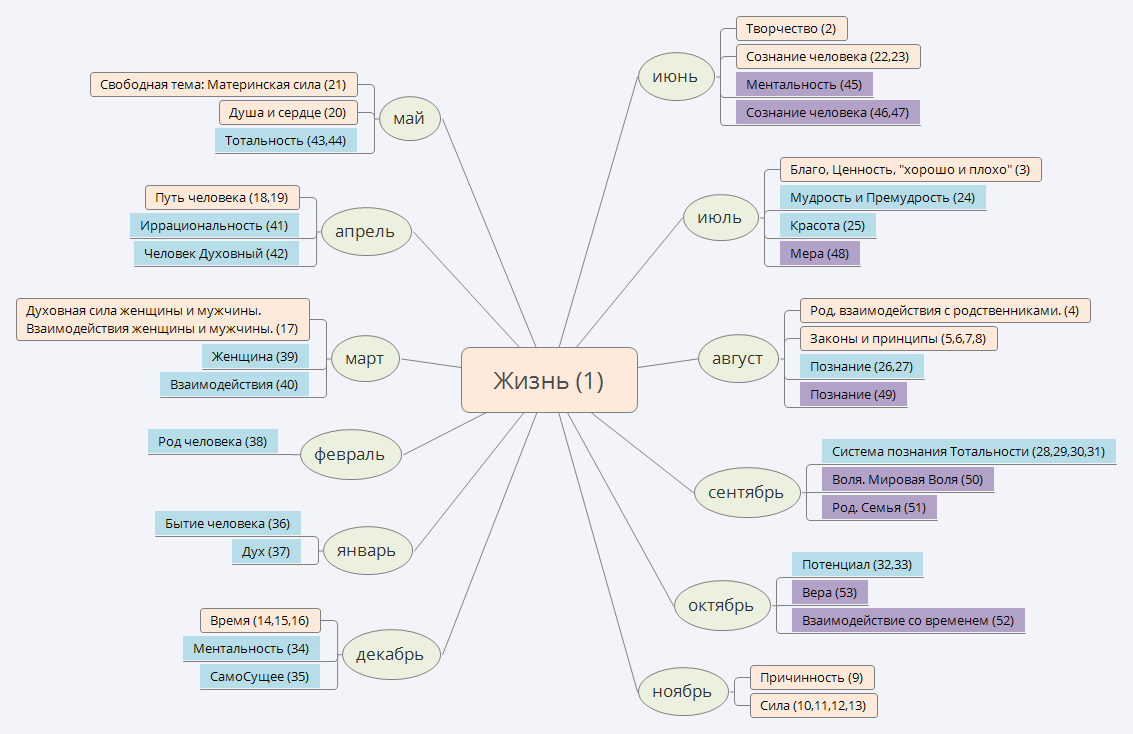 Жизнь (1)
июнь
Творчество (2)
Сознание человека (22,23)
Ментальность (45)
Сознание человека (46,47)
июль
Благо, Ценность, "хорошо и плохо" (3)
Мудрость и Премудрость (24)
Красота (25)
Мера (48)
август
Род, взаимодействия с родственниками. (4)
Законы и принципы (5,6,7,8)
Познание (26,27)
Познание (49)
сентябрь
Система познания Тотальности (28,29,30,31)
Воля. Мировая Воля (50)
Род. Семья (51)
октябрь
Потенциал (32,33)
Вера (53)
Взаимодействие со временем (52)
ноябрь
Причинность (9)
Сила (10,11,12,13)
декабрь
Время (14,15,16)
Ментальность (34)
СамоСущее (35)
январь
Бытие человека (36)
Дух (37)
февраль
Род человека (38)
март
Духовная сила женщины и мужчины.
Взаимодействия женщины и мужчины. (17)
Женщина (39)
Взаимодействия (40)
апрель
Путь человека (18,19)
Иррациональность (41)
Человек Духовный (42)
май
Свободная тема: Материнская сила (21)
Душа и сердце (20)
Тотальность (43,44)